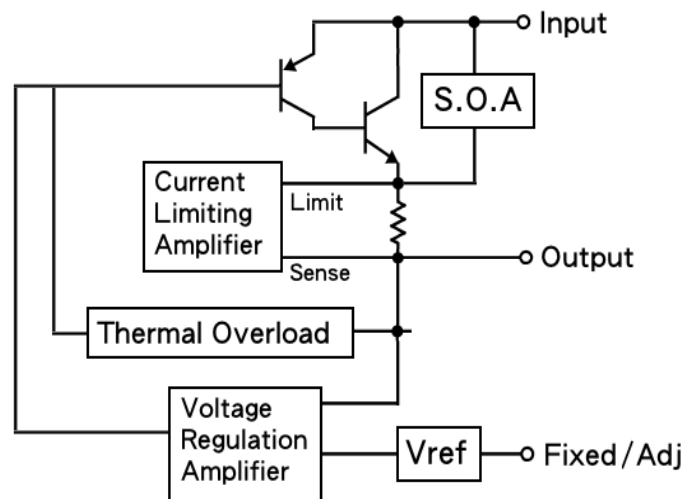 Input
S.O.A
Current
Limiting
Amplifier
Limit
Sense
Output
Thermal Overload
Voltage
Regulation
Amplifier
Vref
Fixed/Adj